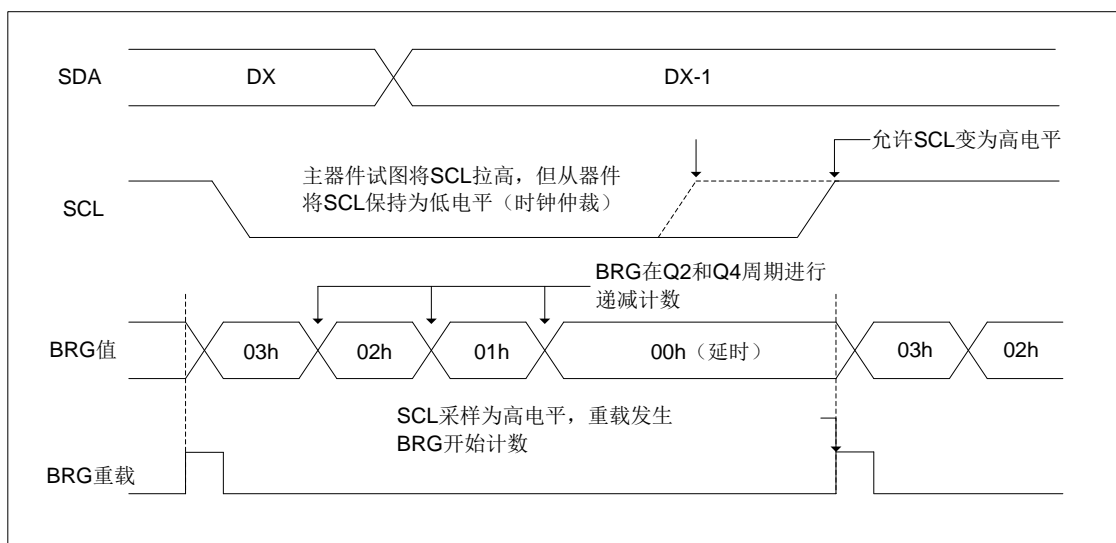 SDA
DX
DX-1
允许SCL变为高电平
主器件试图将SCL拉高，但从器件
将SCL保持为低电平（时钟仲裁）
SCL
BRG在Q2和Q4周期进行
递减计数
BRG值
03h
02h
01h
00h（延时）
03h
02h
SCL采样为高电平，重载发生
BRG开始计数
BRG重载